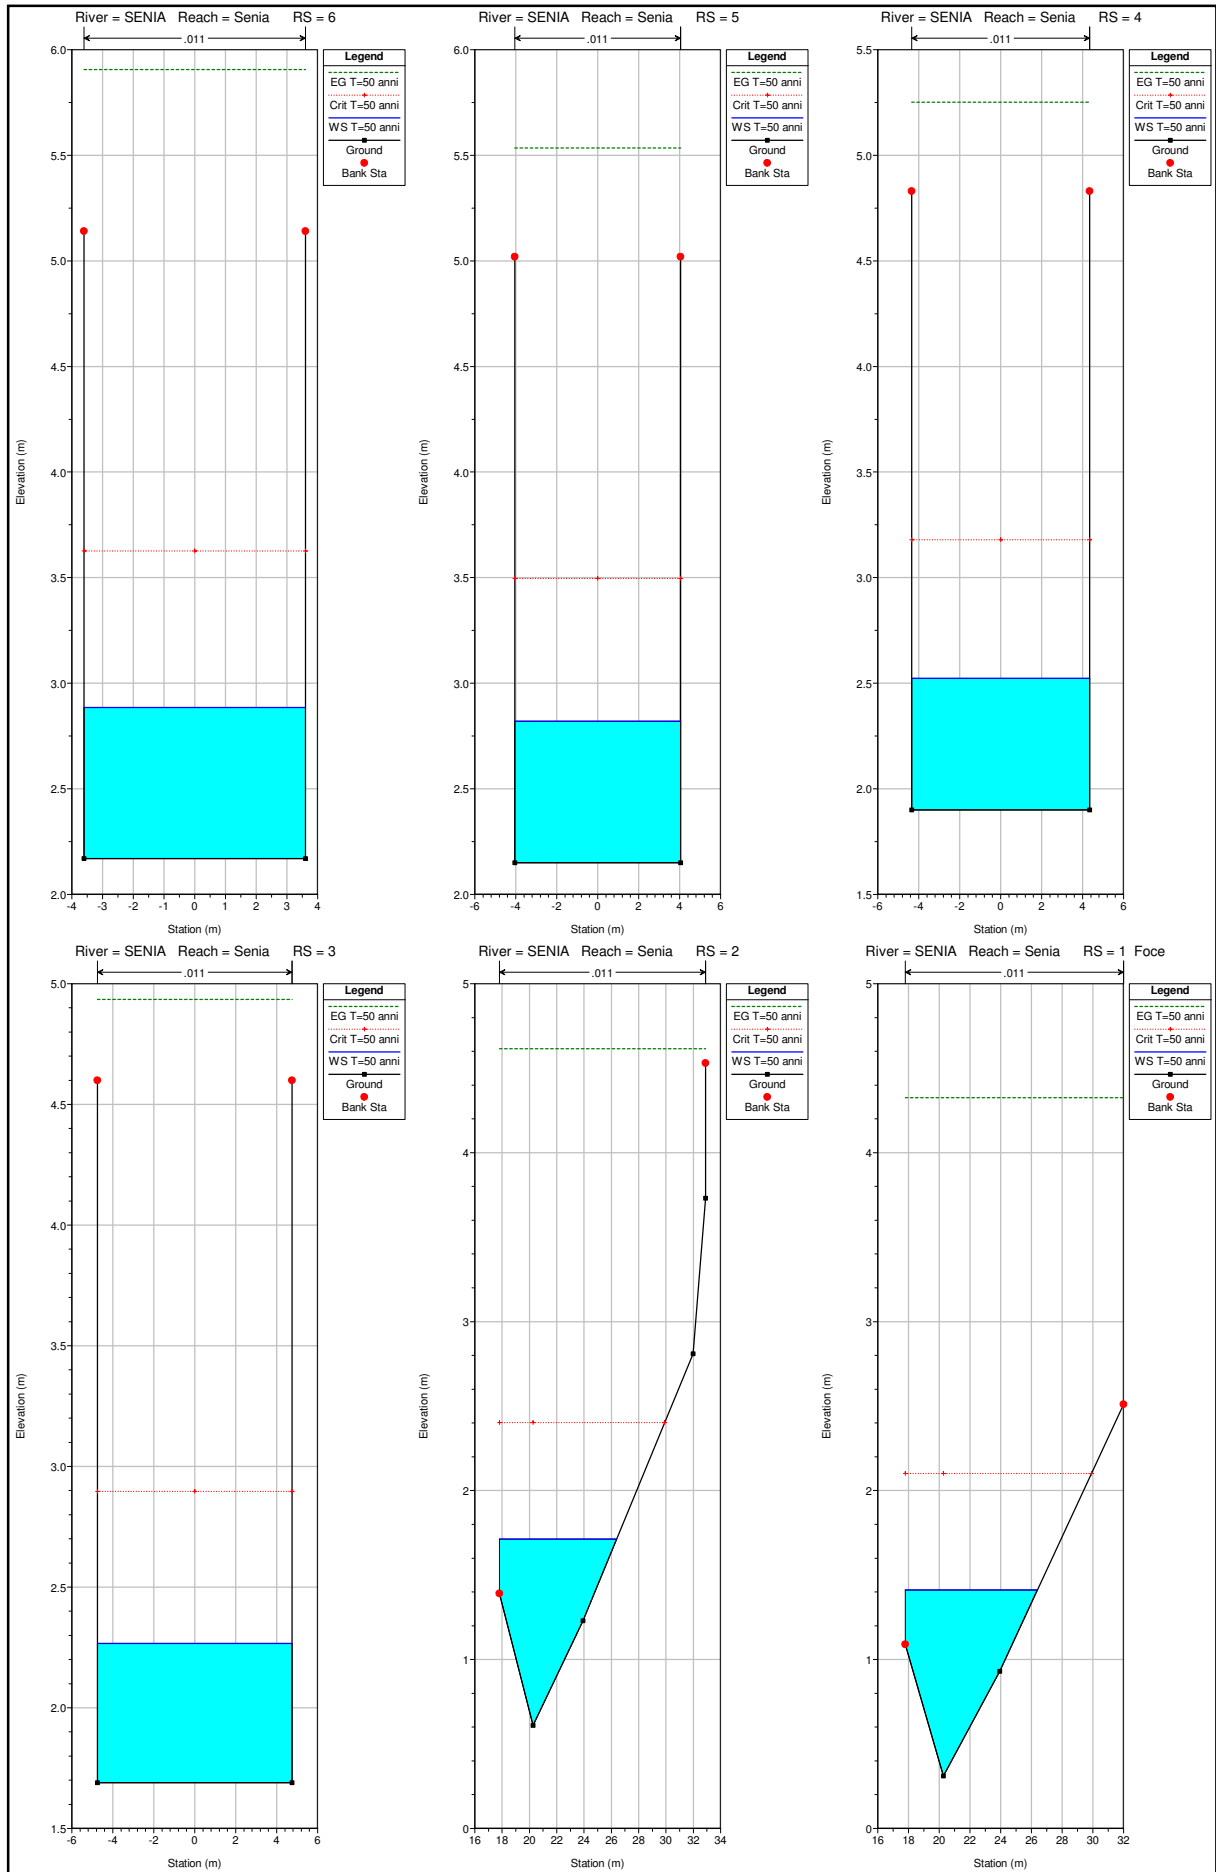 River = SENIA Reach = Senia RS = 6
.011
6.0
5.5
5.0
4.5
4.0
3.5
3.0
2.5
2.0
-4 -3 -2 -1 0 1 2 3 4
Station (m)
Elevation (m)
Legend
EG T=50 anni
Crit T=50 anni
WS T=50 anni
Ground
Bank Sta
River = SENIA Reach = Senia RS = 5
.011
6.0
5.5
5.0
4.5
4.0
3.5
3.0
2.5
2.0
-6 -4 -2 0 2 4 6
Station (m)
Elevation (m)
Legend
EG T=50 anni
Crit T=50 anni
WS T=50 anni
Ground
Bank Sta
River = SENIA Reach = Senia RS = 4
.011
5.5
5.0
4.5
4.0
3.5
3.0
2.5
2.0
1.5
-6 -4 -2 0 2 4 6
Station (m)
Elevation (m)
Legend
EG T=50 anni
Crit T=50 anni
WS T=50 anni
Ground
Bank Sta
River = SENIA Reach = Senia RS = 3
.011
5.0
4.5
4.0
3.5
3.0
2.5
2.0
1.5
-6 -4 -2 0 2 4 6
Station (m)
Elevation (m)
Legend
EG T=50 anni
Crit T=50 anni
WS T=50 anni
Ground
Bank Sta
River = SENIA Reach = Senia RS = 2
.011
5
4
3
2
1
0
16 18 20 22 24 26 28 30 32 34
Station (m)
Elevation (m)
Legend
EG T=50 anni
Crit T=50 anni
WS T=50 anni
Ground
Bank Sta
River = SENIA Reach = Senia RS = 1 Foce
.011
5
4
3
2
1
0
16 18 20 22 24 26 28 30 32
Station (m)
Elevation (m)
Legend
EG T=50 anni
Crit T=50 anni
WS T=50 anni
Ground
Bank Sta